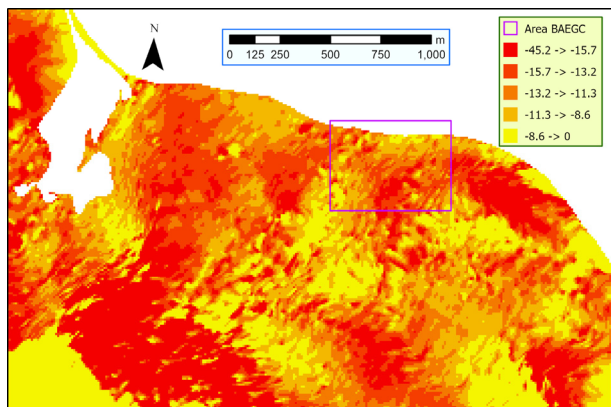 N
m
0 125 250 500 750 1,000
Area BAEGC
-45.2 -> -15.7
-15.7 -> -13.2
-13.2 -> -11.3
-11.3 -> -8.6
-8.6 -> 0